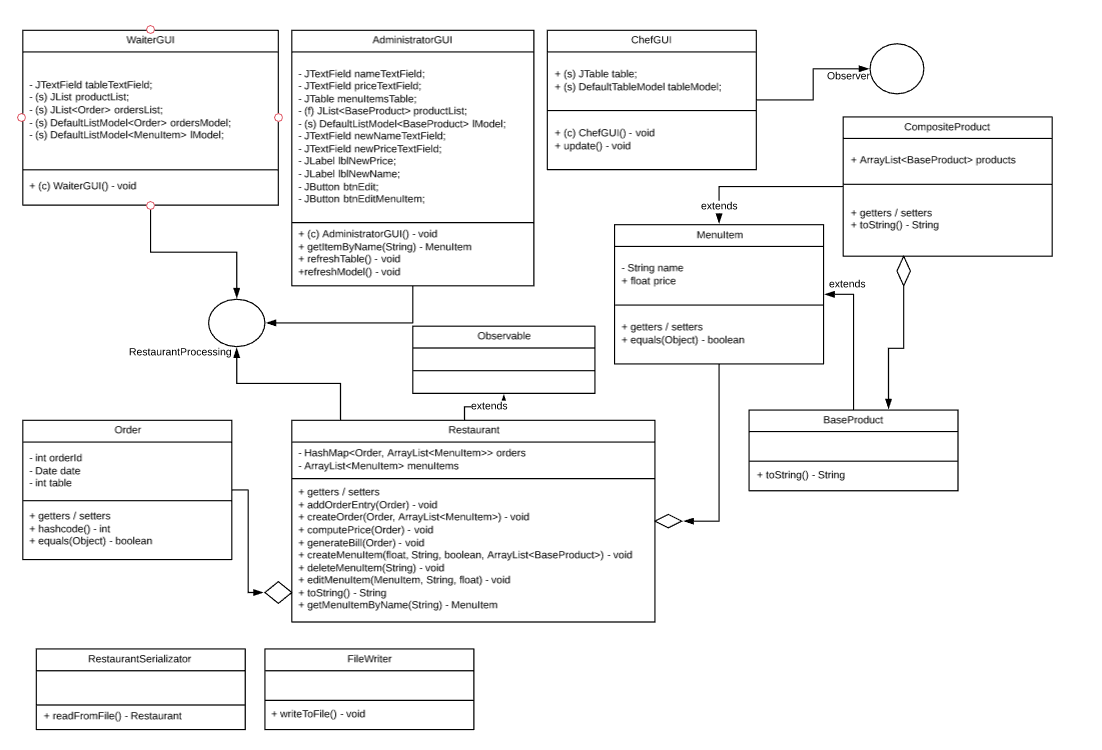 WaiterGUI
- JTextField tableTextField;
- (s) JList productList;
- (s) JList<Order> ordersList;
- (s) DefaultListModel<Order> ordersModel;
- (s) DefaultListModel<MenuItem> lModel;
+ (c) WaiterGUI() - void
AdministratorGUI
- JTextField nameTextField;
- JTextField priceTextField;
- JTable menuItemsTable;
- (f) JList<BaseProduct> productList;
- (s) DefaultListModel<BaseProduct> lModel;
- JTextField newNameTextField;
- JTextField newPriceTextField;
- JLabel lblNewPrice;
- JLabel lblNewName;
- JButton btnEdit;
- JButton btnEditMenuItem;
+ (c) AdministratorGUI() - void
+ getItemByName(String) - MenuItem
+ refreshTable() - void
+refreshModel() - void
ChefGUI
+ (s) JTable table;
+ (s) DefaultTableModel tableModel;
+ (c) ChefGUI() - void
+ update() - void
Observer
CompositeProduct
+ ArrayList<BaseProduct> products
+ getters / setters
+ toString() - String
extends
MenuItem
- String name
+ float price
+ getters / setters
+ equals(Object) - boolean
extends
RestaurantProcessing
Observable
extends
BaseProduct
+ toString() - String
Order
- int orderId
- Date date
- int table
+ getters / setters
+ hashcode() - int
+ equals(Object) - boolean
Restaurant
- HashMap<Order, ArrayList<MenuItem>> orders
- ArrayList<MenuItem> menuItems
+ getters / setters
+ addOrderEntry(Order) - void
+ createOrder(Order, ArrayList<MenuItem>) - void
+ computePrice(Order) - void
+ generateBill(Order) - void
+ createMenuItem(float, String, boolean, ArrayList<BaseProduct>) - void
+ deleteMenuItem(String) - void
+ editMenuItem(MenuItem, String, float) - void
+ toString() - String
+ getMenuItemByName(String) - MenuItem
RestaurantSerializator
+ readFromFile() - Restaurant
FileWriter
+ writeToFile() - void